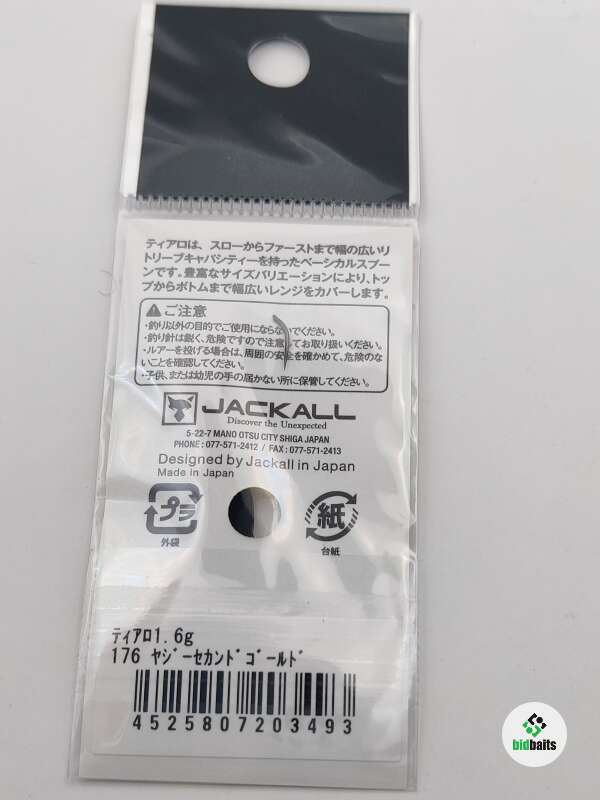 ティアロは、スローからファーストまで幅の広いリ
トリーブキャパシティーを持ったベーシカルスプー
ンです。豊富なサイズバリエーションにより、トッ
プからボトムまで幅広いレンジをカバーします。
ご注意
・釣り以外の目的でご使用にならないでください。
・釣り針は鋭く、危険ですので注意してお取り扱いください。
・ルアーを投げる場合は、周囲の安全を確かめて、危険のな
いことを確認してください。
・子供、または幼児の手の届かない所に保管してください。
JACKALL
Discover the Unexpected
5-22-7 MANO OTSU CITY SHIGA JAPAN
PHONE : 077-571-2412 / FAX : 077-571-2413
Designed by Jackall in Japan
Made in Japan
プラ
外袋
紙
台紙
ティアロ1.6g
176 ヤジーセカンドゴールド
4525807203493
bidbaits